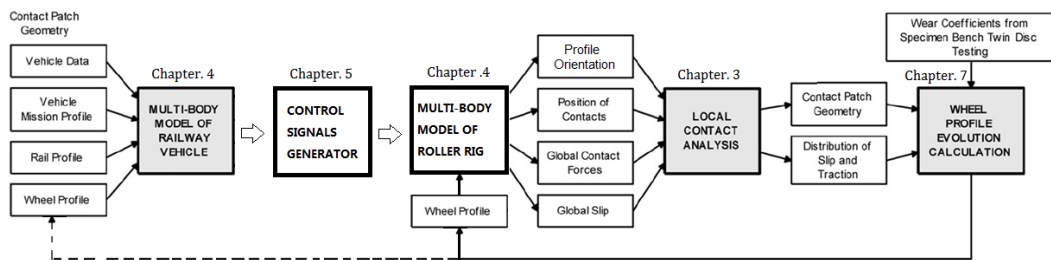 Contact Patch
Geometry
Vehicle Data
Vehicle
Mission Profile
Rail Profile
Wheel Profile
Chapter. 4
MULTI-BODY
MODEL OF
RAILWAY
VEHICLE
Chapter. 5
CONTROL
SIGNALS
GENERATOR
Chapter .4
MULTI-BODY
MODEL OF
ROLLER RIG
Wheel Profile
Profile
Orientation
Position of
Contacts
Global Contact
Forces
Global Slip
Chapter. 3
LOCAL
CONTACT
ANALYSIS
Contact Patch
Geometry
Distribution of
Slip and
Traction
Wear Coefficients from
Specimen Bench Twin Disc
Testing
Chapter. 7
WHEEL
PROFILE
EVOLUTION
CALCULATION